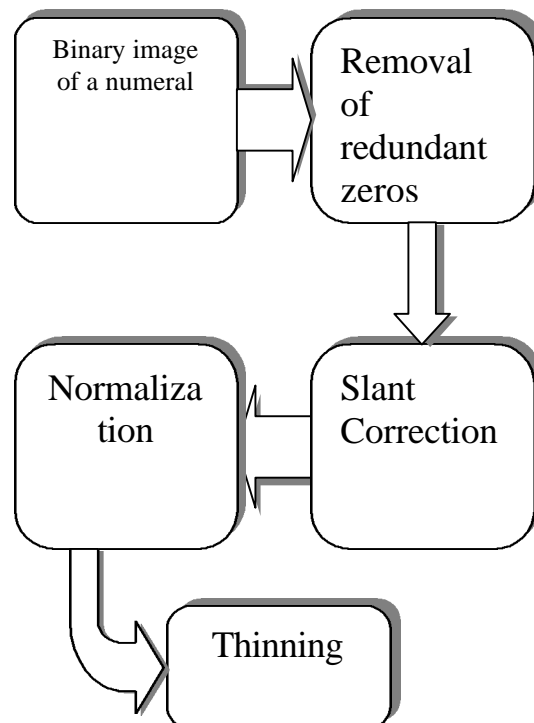 Binary image
of a numeral
Removal
of
redundant
zeros
Slant
Correction
Normaliza
tion
Thinning